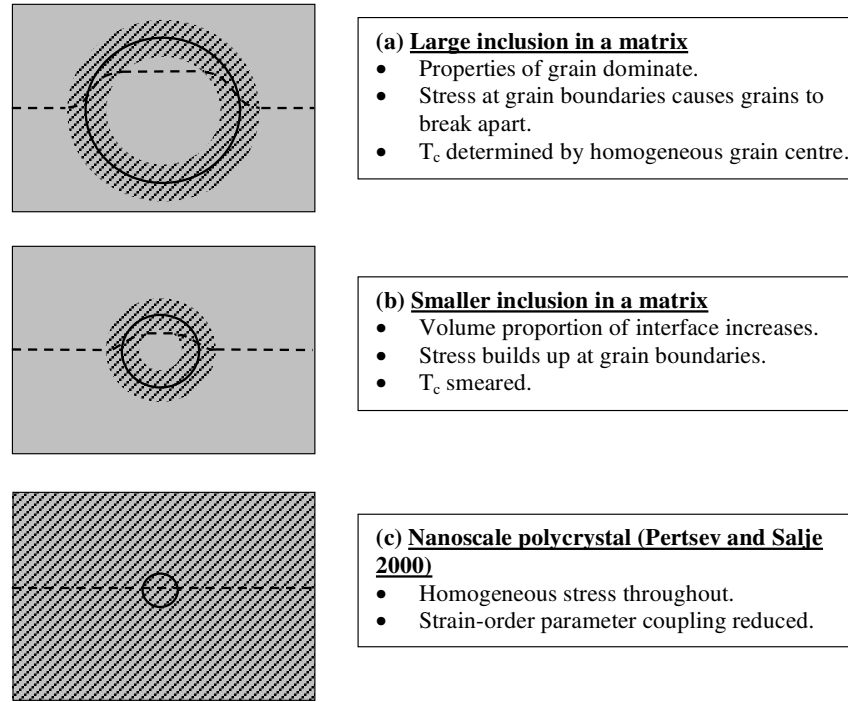 (a) Large inclusion in a matrix
• Properties of grain dominate.
• Stress at grain boundaries causes grains to
break apart.
• Tc determined by homogeneous grain centre.
(b) Smaller inclusion in a matrix
• Volume proportion of interface increases.
• Stress builds up at grain boundaries.
• Tc smeared.
(c) Nanoscale polycrystal (Pertsev and Salje
2000)
• Homogeneous stress throughout.
• Strain-order parameter coupling reduced.